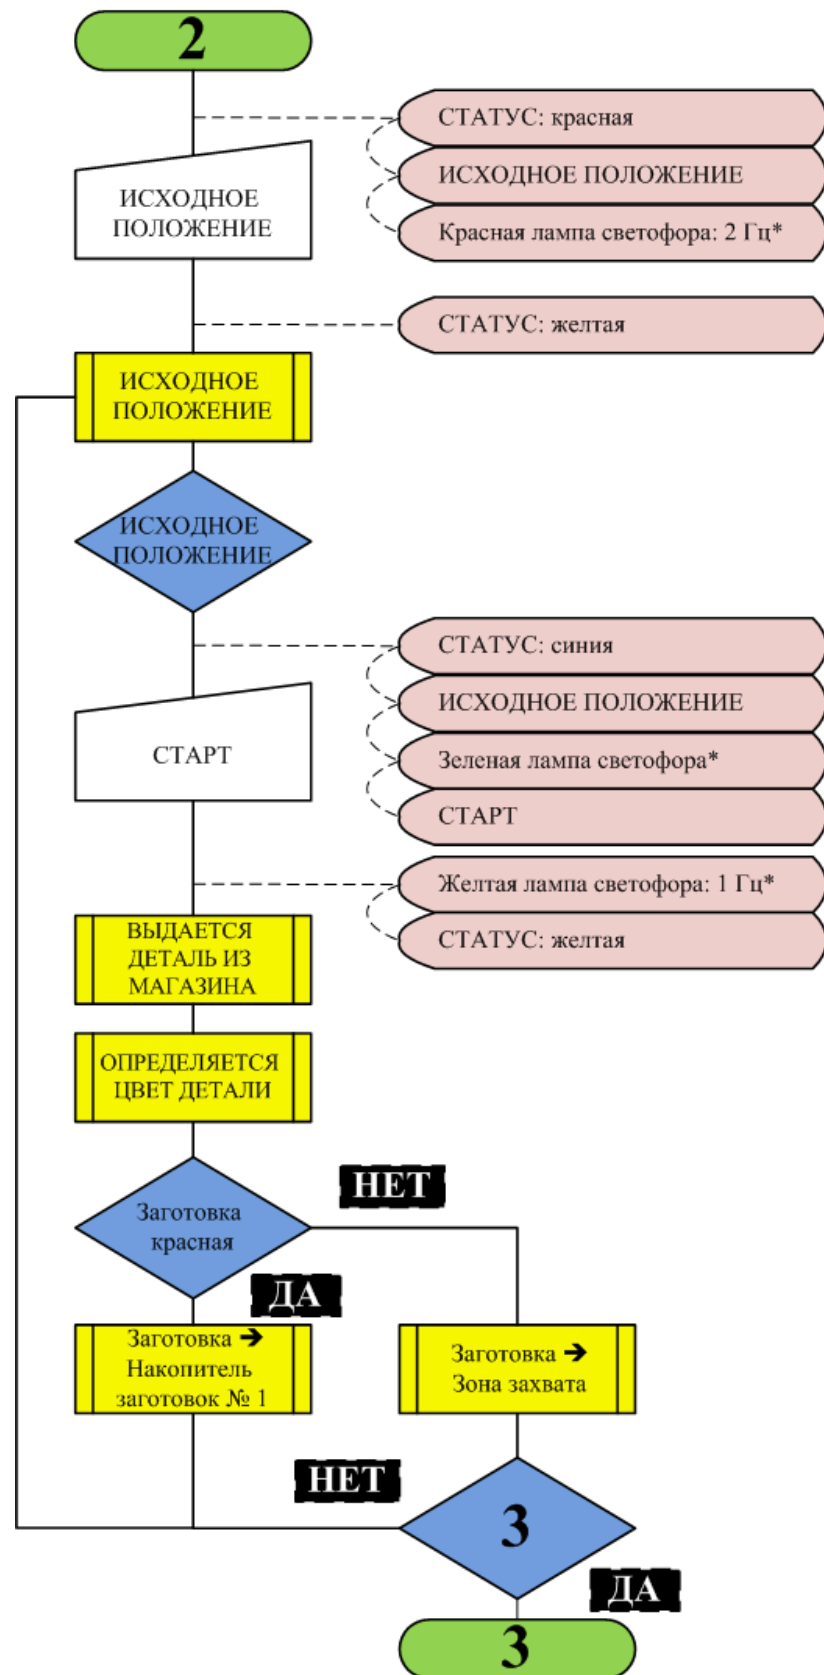 2
СТАТУС: красная
ИСХОДНОЕ ПОЛОЖЕНИЕ
Красная лампа светофора: 2 Гц*
ИСХОДНОЕ
ПОЛОЖЕНИЕ
СТАТУС: желтая
ИСХОДНОЕ
ПОЛОЖЕНИЕ
ИСХОДНОЕ
ПОЛОЖЕНИЕ
СТАТУС: синия
ИСХОДНОЕ ПОЛОЖЕНИЕ
Зеленая лампа светофора*
СТАРТ
СТАРТ
Желтая лампа светофора: 1 Гц*
СТАТУС: желтая
ВЫДАЕТСЯ
ДЕТАЛЬ ИЗ
МАГАЗИНА
ОПРЕДЕЛЯЕТСЯ
ЦВЕТ ДЕТАЛИ
Заготовка
красная
НЕТ
ДА
Заготовка ➔
Накопитель
заготовок № 1
Заготовка ➔
Зона захвата
НЕТ
3
ДА
3